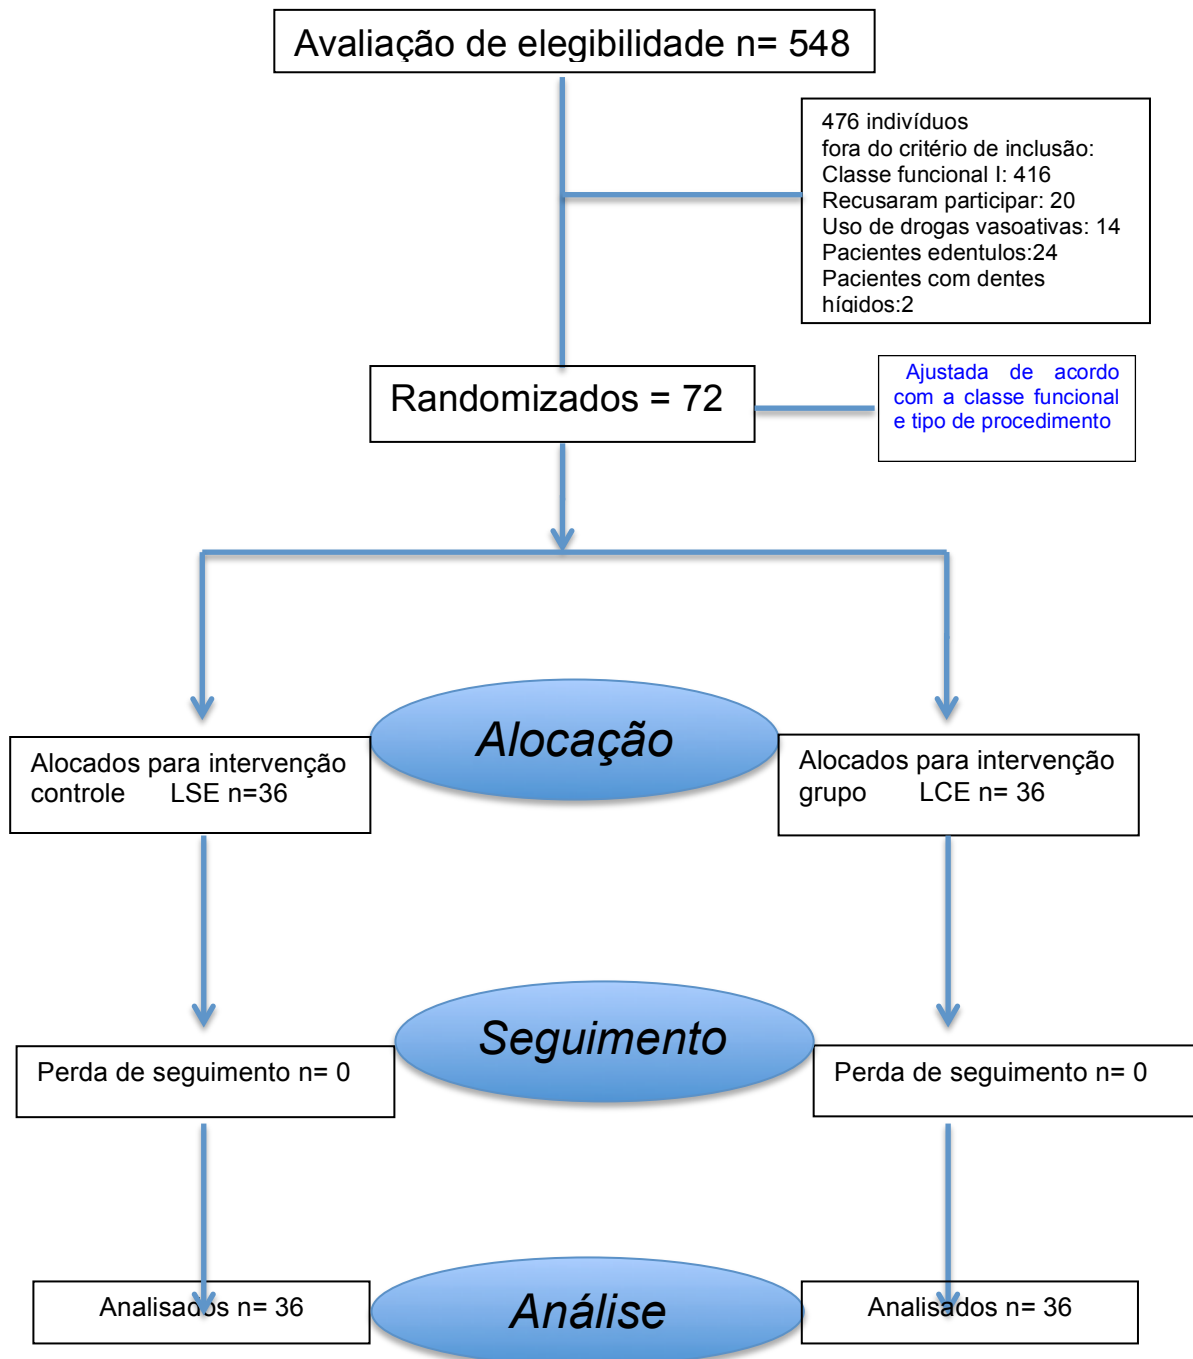 Avaliação de elegibilidade n= 548
476 indivíduos
fora do critério de inclusão:
Classe funcional I: 416
Recusaram participar: 20
Uso de drogas vasoativas: 14
Pacientes edentulos:24
Pacientes com dentes
hígidos:2
Randomizados = 72
Ajustada de acordo
com a classe funcional
e tipo de procedimento
Alocação
Alocados para intervenção
controle LSE n=36
Alocados para intervenção
grupo LCE n= 36
Seguimento
Perda de seguimento n= 0
Perda de seguimento n= 0
Analisados n= 36
Análise
Analisados n= 36